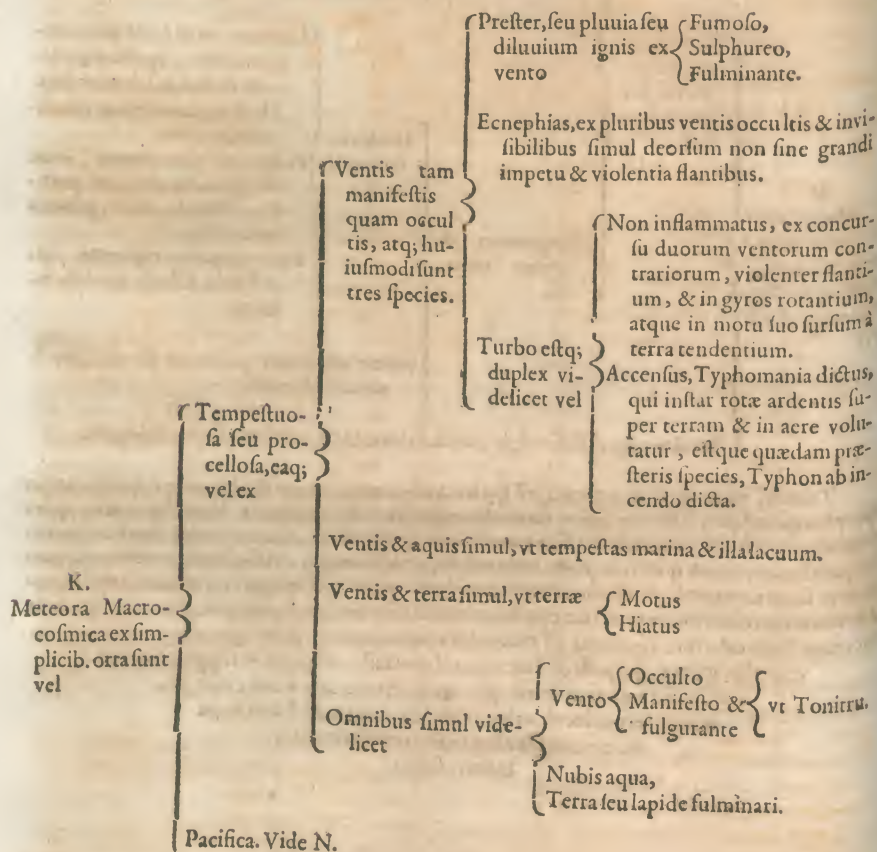 Preſter, ſeu pluuia ſeu
diluuium ignis ex
vento
Fumoſo,
Sulphureo,
Fulminante.
Ecnephias, ex pluribus ventis occultis & invi-
ſibilibus ſimul deorſum non ſine grandi
impetu & violentia flantibus.
Ventis tam
manifeſtis
quam occul
tis, atq; hu-
iuſmodi ſunt
tres ſpecies.
Non inflammatus, ex concur-
ſu duorum ventorum con-
trariorum, violenter flanti-
um, & in gyros rotantium,
atque in motu ſuo ſurſum à
terra tendentium.
Turbo eſtq;
duplex vi-
delicet vel
Accenſus, Typhomania dictus,
qui inſtar rotæ ardentis ſu-
per terram & in aere volu-
tatur, eſtque quædam præ-
ſteris ſpecies, Typhon ab in-
cendo dicta.
Tempeſtuo-
ſa ſeu pro-
celloſa, eaq;
vel ex
Ventis & aquis ſimul, vt tempeſtas marina & illa lacuum.
Ventis & terra ſimul, vt terræ
Motus
Hiatus
K.
Meteora Macro-
coſmica ex ſim-
plicib. orta ſunt
vel
Omnibus ſimnl vide-
licet
Vento
Occulto
Manifeſto &
fulgurante
vt Tonitru.
Nubis aqua,
Terra ſeu lapide fulminari.
Pacifica. Vide N.